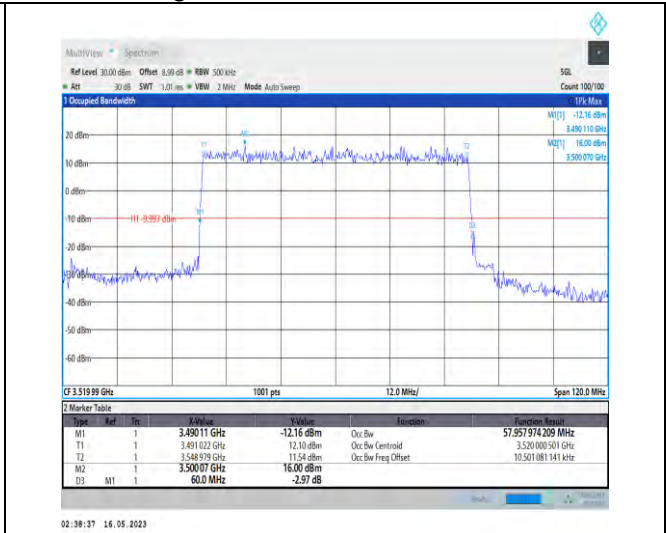 MultiView Spectrum
Ref Level 30.00 dBm Offset 8.99 dB RBW 500 kHz SGL
Att 30 dB SWT 1.01 ms VBW 2 MHz Mode Auto Sweep Count 100/100
1 Occupied Bandwidth 1Pk Max
M1[1] -12.16 dBm
3.490 110 GHz
20 dBm
M2[1] 16.00 dBm
3.500 070 GHz
T1 M2 T2
10 dBm
0 dBm
-10 dBm H1 -9.997 dBm M1
D3
-20 dBm
-30 dBm
-40 dBm
-50 dBm
-60 dBm
CF 3.519 99 GHz 1001 pts 12.0 MHz/ Span 120.0 MHz
2 Marker Table
Type Ref Trc X-Value Y-Value Function Function Result
M1 1 3.490 11 GHz -12.16 dBm Occ Bw 57.957 974 209 MHz
T1 1 3.491 022 GHz 12.10 dBm Occ Bw Centroid 3.520 000 501 GHz
T2 1 3.548 979 GHz 11.54 dBm Occ Bw Freq Offset 10.501 081 141 kHz
M2 1 3.500 07 GHz 16.00 dBm
D3 M1 1 60.0 MHz -2.97 dB
02:38:37 16.05.2023